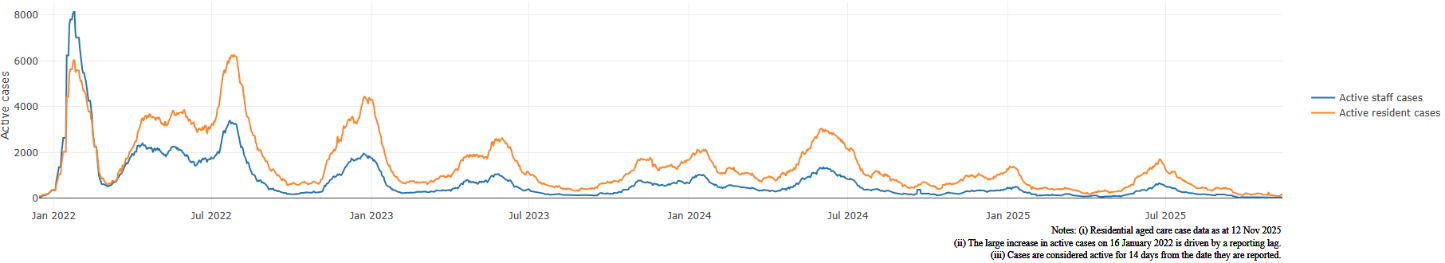 8000
6000
4000
2000
0
Active cases
Jan 2022
Jul 2022
Jan 2023
Jul 2023
Jan 2024
Jul 2024
Jan 2025
Jul 2025
Active staff cases
Active resident cases
Notes: (i) Residential aged care case data as at 12 Nov 2025
(ii) The large increase in active cases on 16 January 2022 is driven by a reporting lag.
(iii) Cases are considered active for 14 days from the date they are reported.